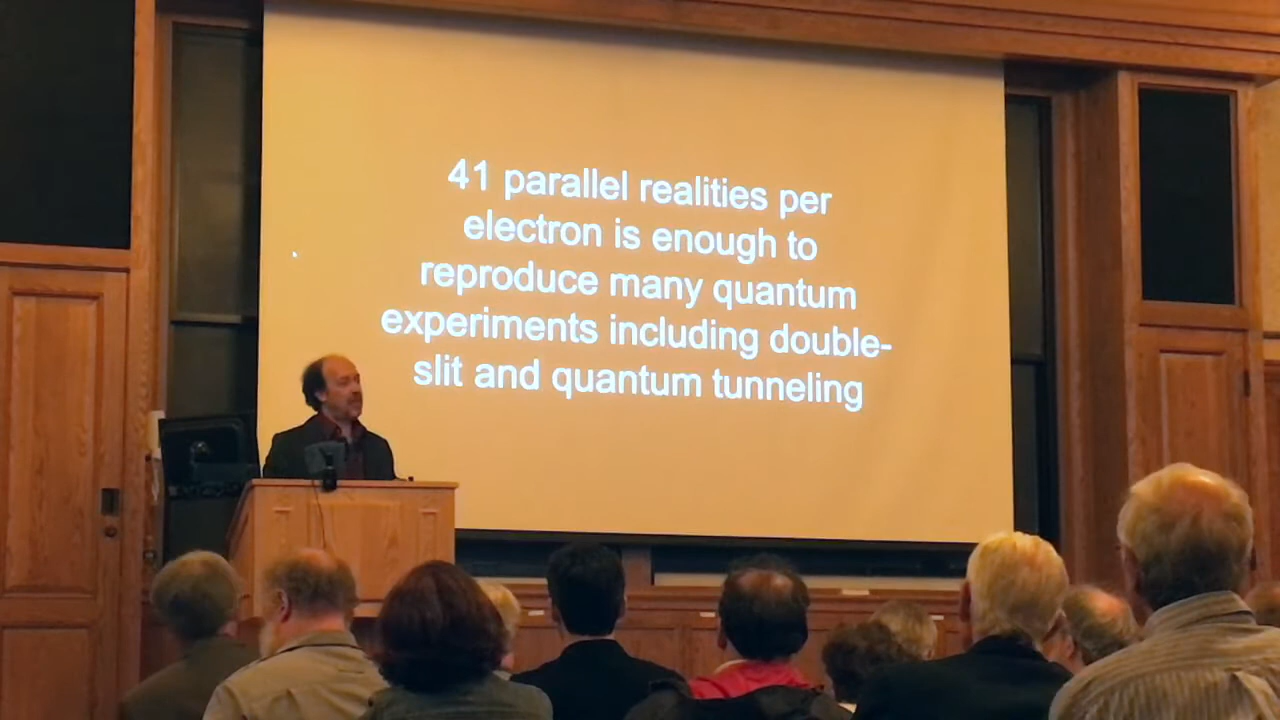 41 parallel realities per
electron is enough to
reproduce many quantum
experiments including double-
slit and quantum tunneling